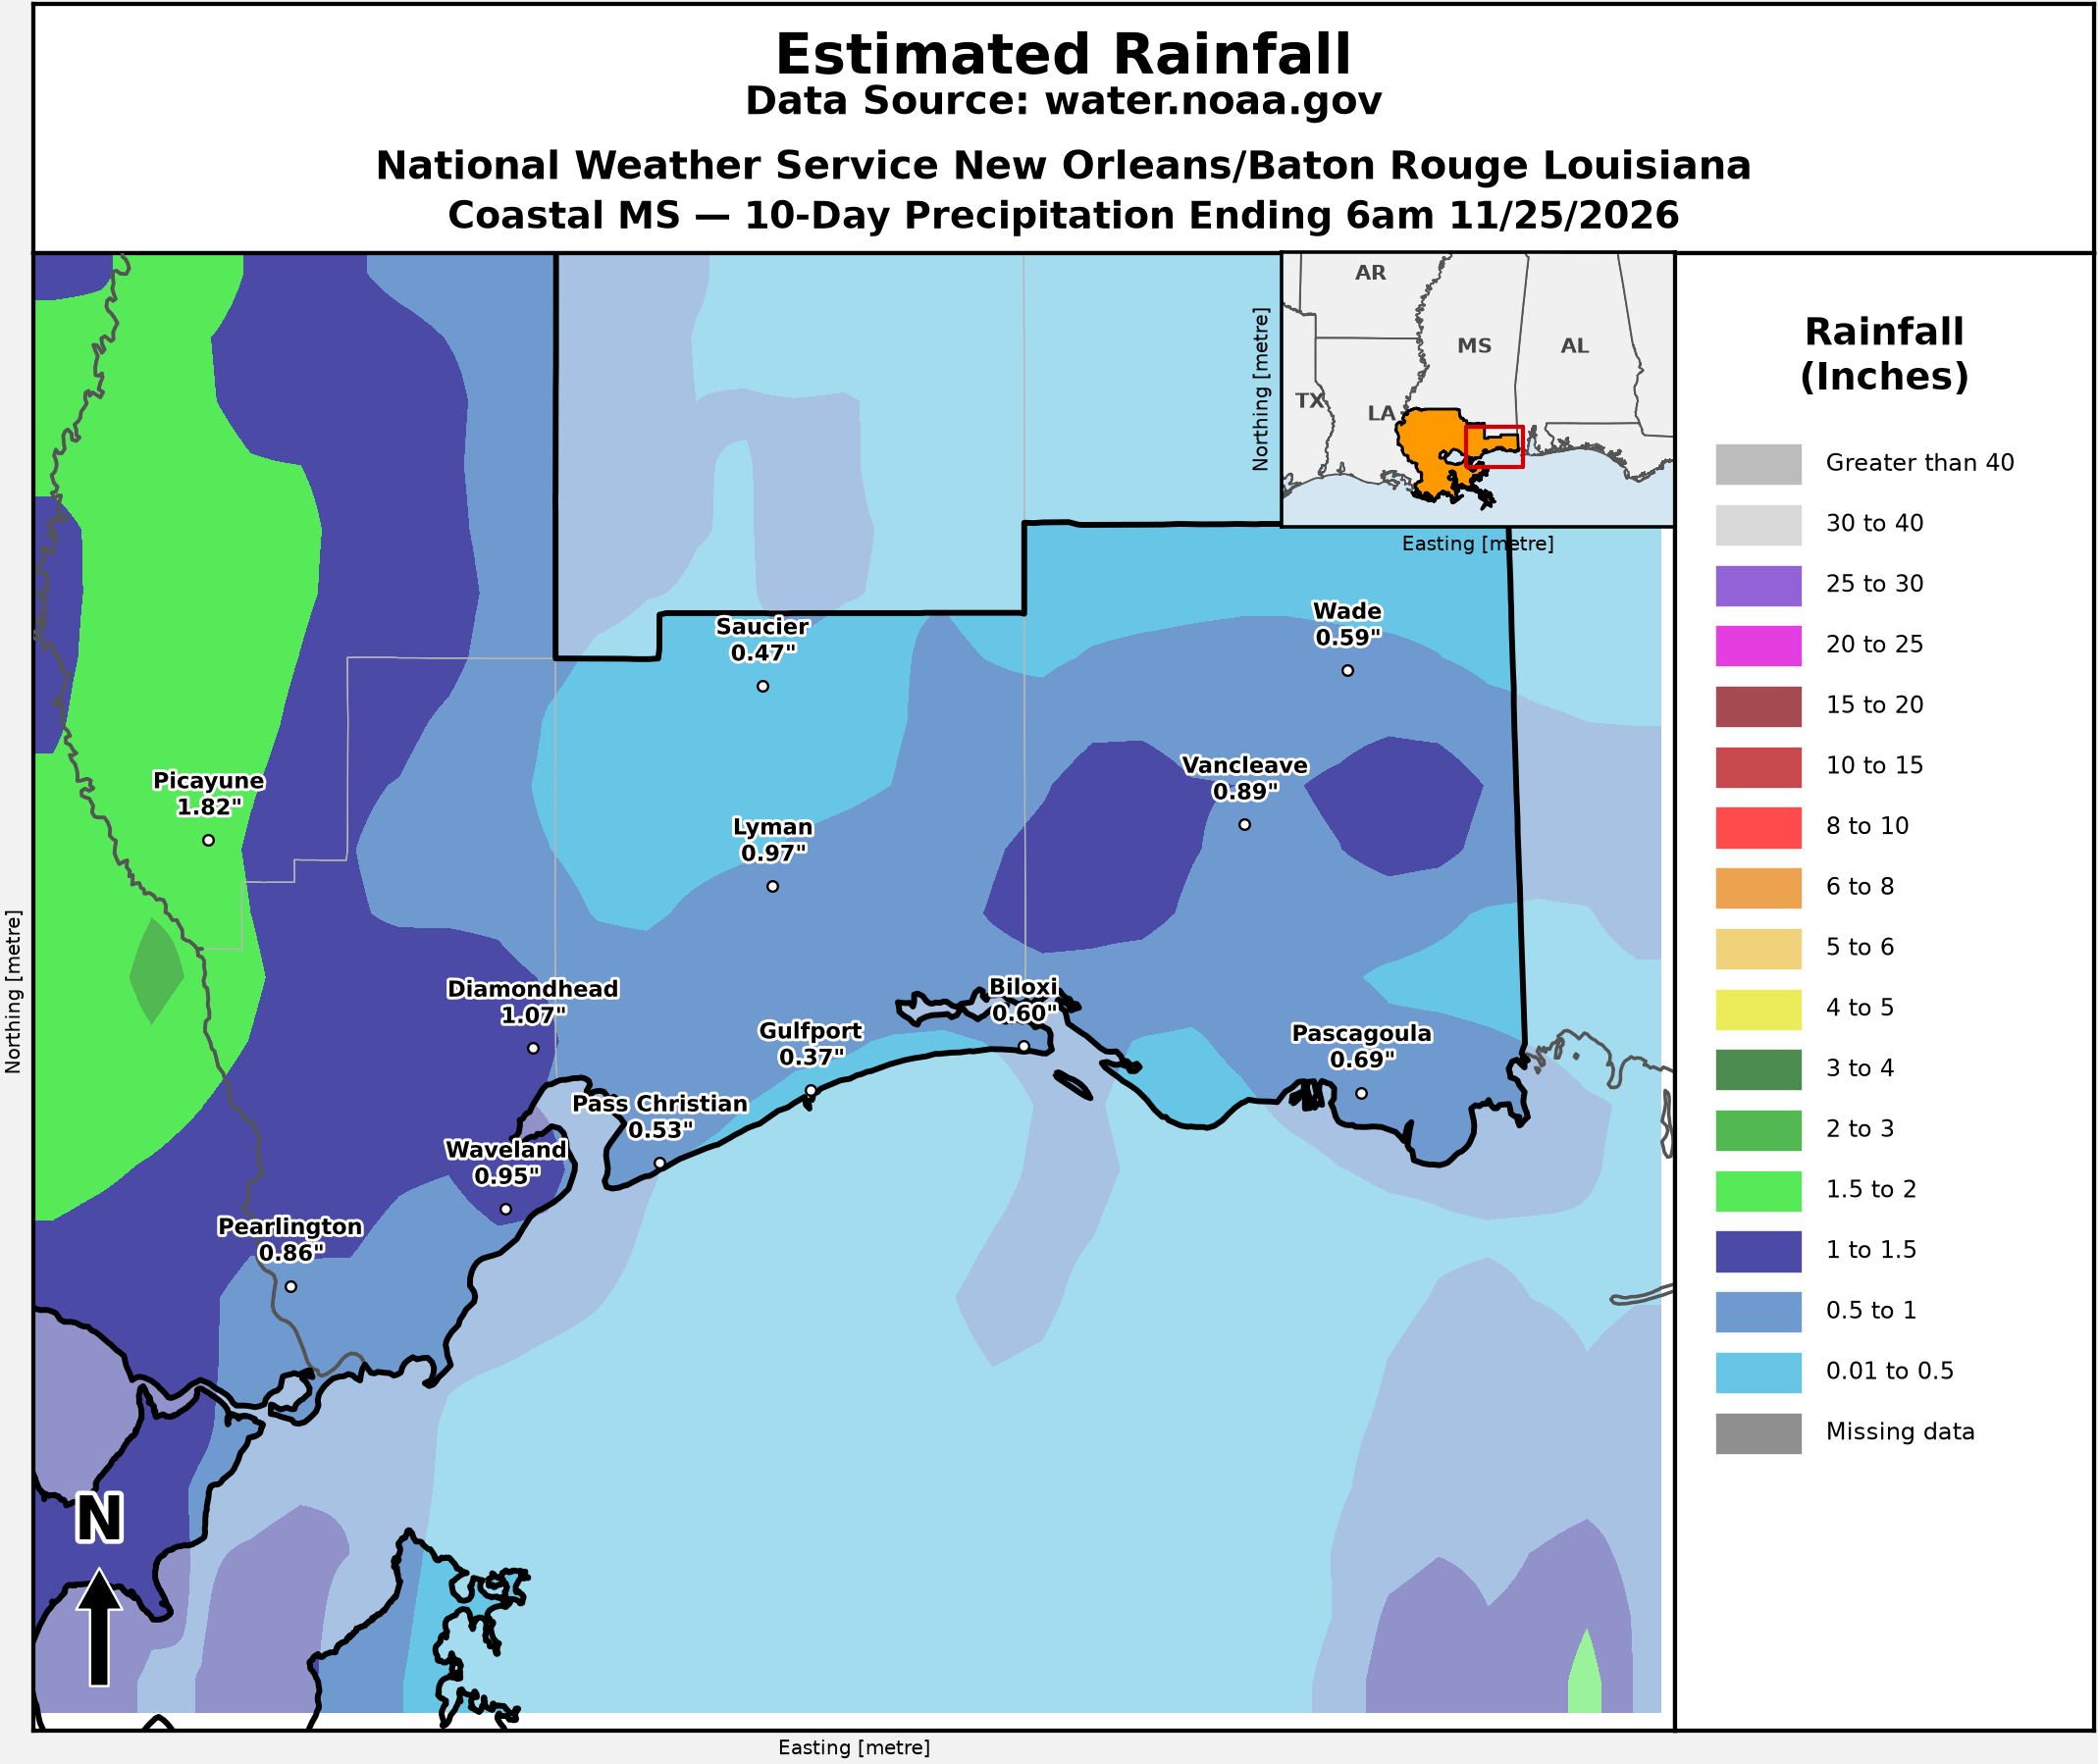 Estimated Rainfall
Data Source: water.noaa.gov
National Weather Service New Orleans/Baton Rouge Louisiana
Coastal MS — 10-Day Precipitation Ending 6am 11/25/2026
AR
MS
AL
TX
LA
Northing [metre]
Easting [metre]
Rainfall
(Inches)
Greater than 40
30 to 40
25 to 30
20 to 25
15 to 20
10 to 15
8 to 10
6 to 8
5 to 6
4 to 5
3 to 4
2 to 3
1.5 to 2
1 to 1.5
0.5 to 1
0.01 to 0.5
Missing data
Saucier
0.47"
Wade
0.59"
Picayune
1.82"
Vancleave
0.89"
Lyman
0.97"
Diamondhead
1.07"
Biloxi
0.60"
Gulfport
0.37"
Pascagoula
0.69"
Pass Christian
0.53"
Waveland
0.95"
Pearlington
0.86"
N
Northing [metre]
Easting [metre]